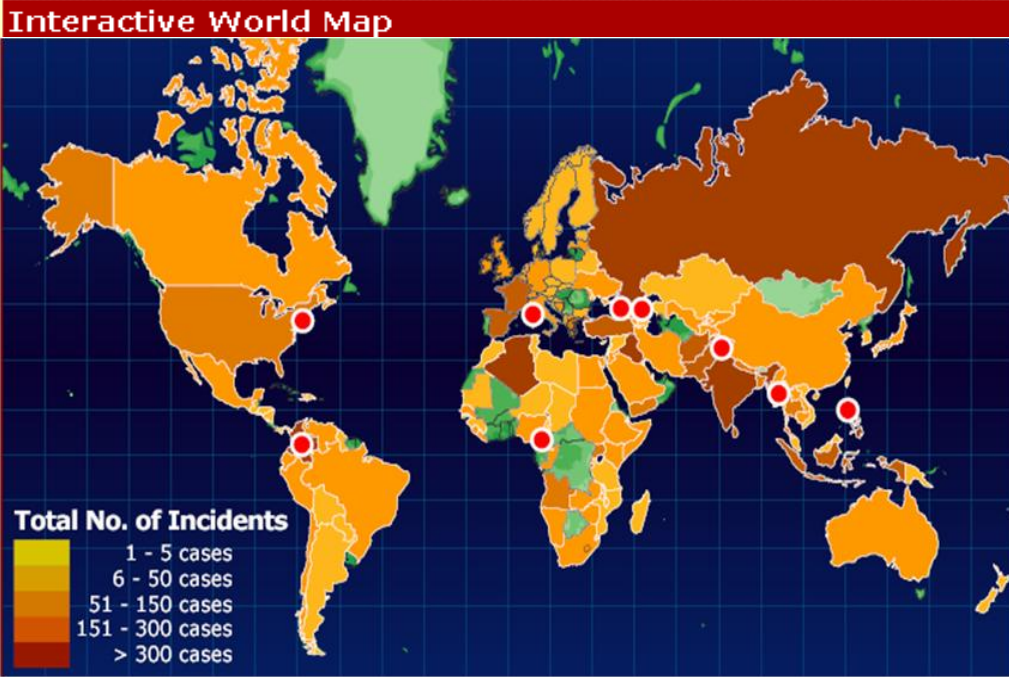 Interactive World Map
Total No. of Incidents
1 - 5 cases
6 - 50 cases
51 - 150 cases
151 - 300 cases
> 300 cases